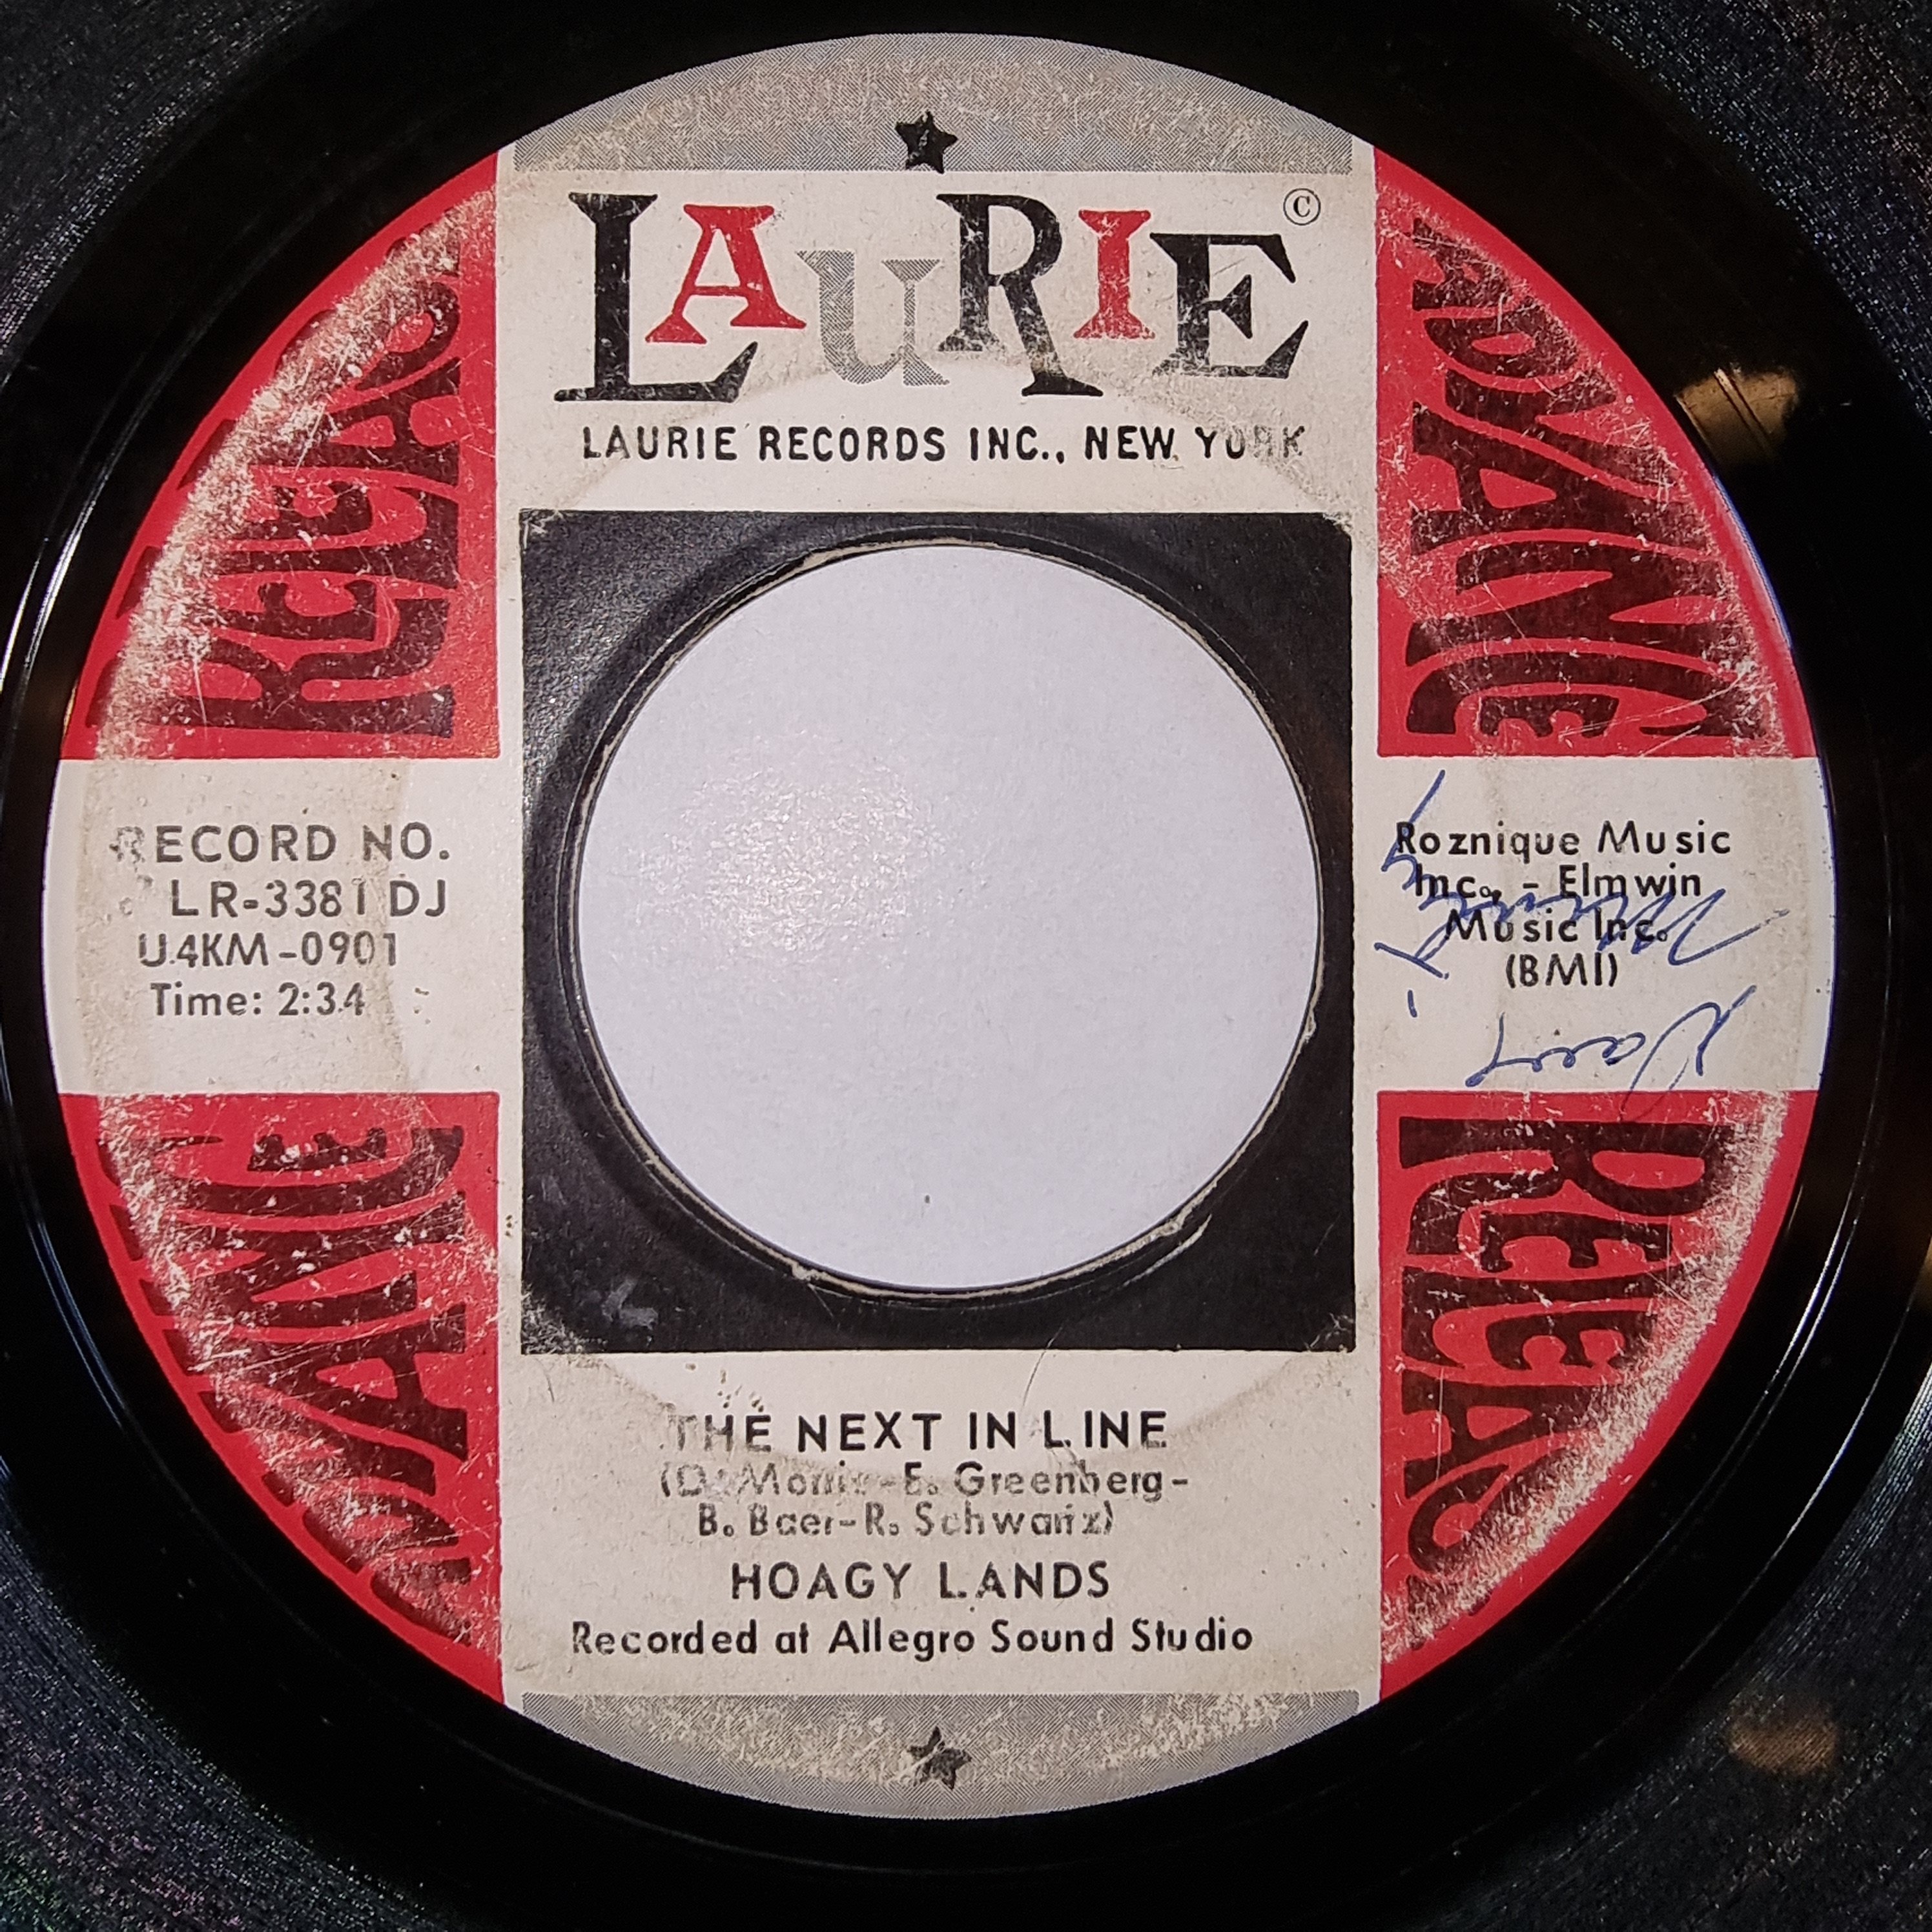 LAuRIE ©
LAURIE RECORDS INC., NEW YORK
RELEASE
ADVANCE
RECORD NO.
LR-3381 DJ
U4KM-0901
Time: 2:34
Roznique Music
Inc. - Elmwin
Music Inc.
(BMI)
ADVANCE
RELEASE
THE NEXT IN LINE
(D. Morris-E. Greenberg-
B. Baer-R. Schwartz)
HOAGY LANDS
Recorded at Allegro Sound Studio